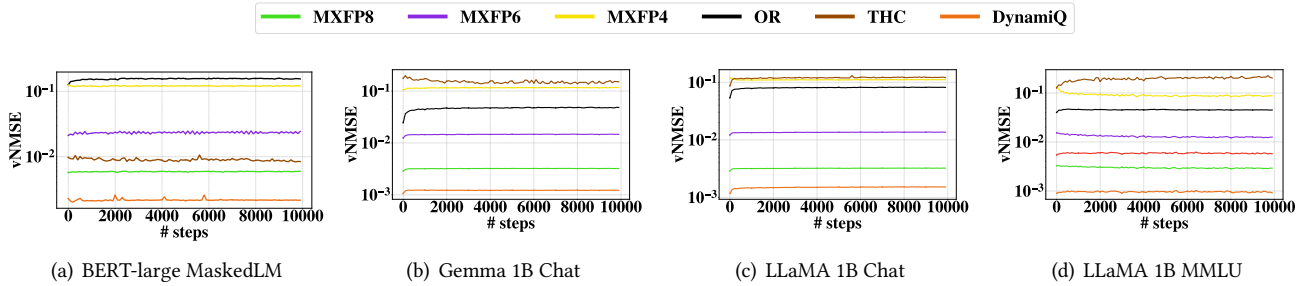 MXFP8 MXFP6 MXFP4 OR THC DynamiQ
vNMSE
10⁻¹
10⁻²
0 2000 4000 6000 8000 10000
# steps
(a) BERT-large MaskedLM
vNMSE
10⁻¹
10⁻²
10⁻³
0 2000 4000 6000 8000 10000
# steps
(b) Gemma 1B Chat
vNMSE
10⁻¹
10⁻²
10⁻³
0 2000 4000 6000 8000 10000
# steps
(c) LLaMA 1B Chat
vNMSE
10⁻¹
10⁻²
10⁻³
0 2000 4000 6000 8000 10000
# steps
(d) LLaMA 1B MMLU